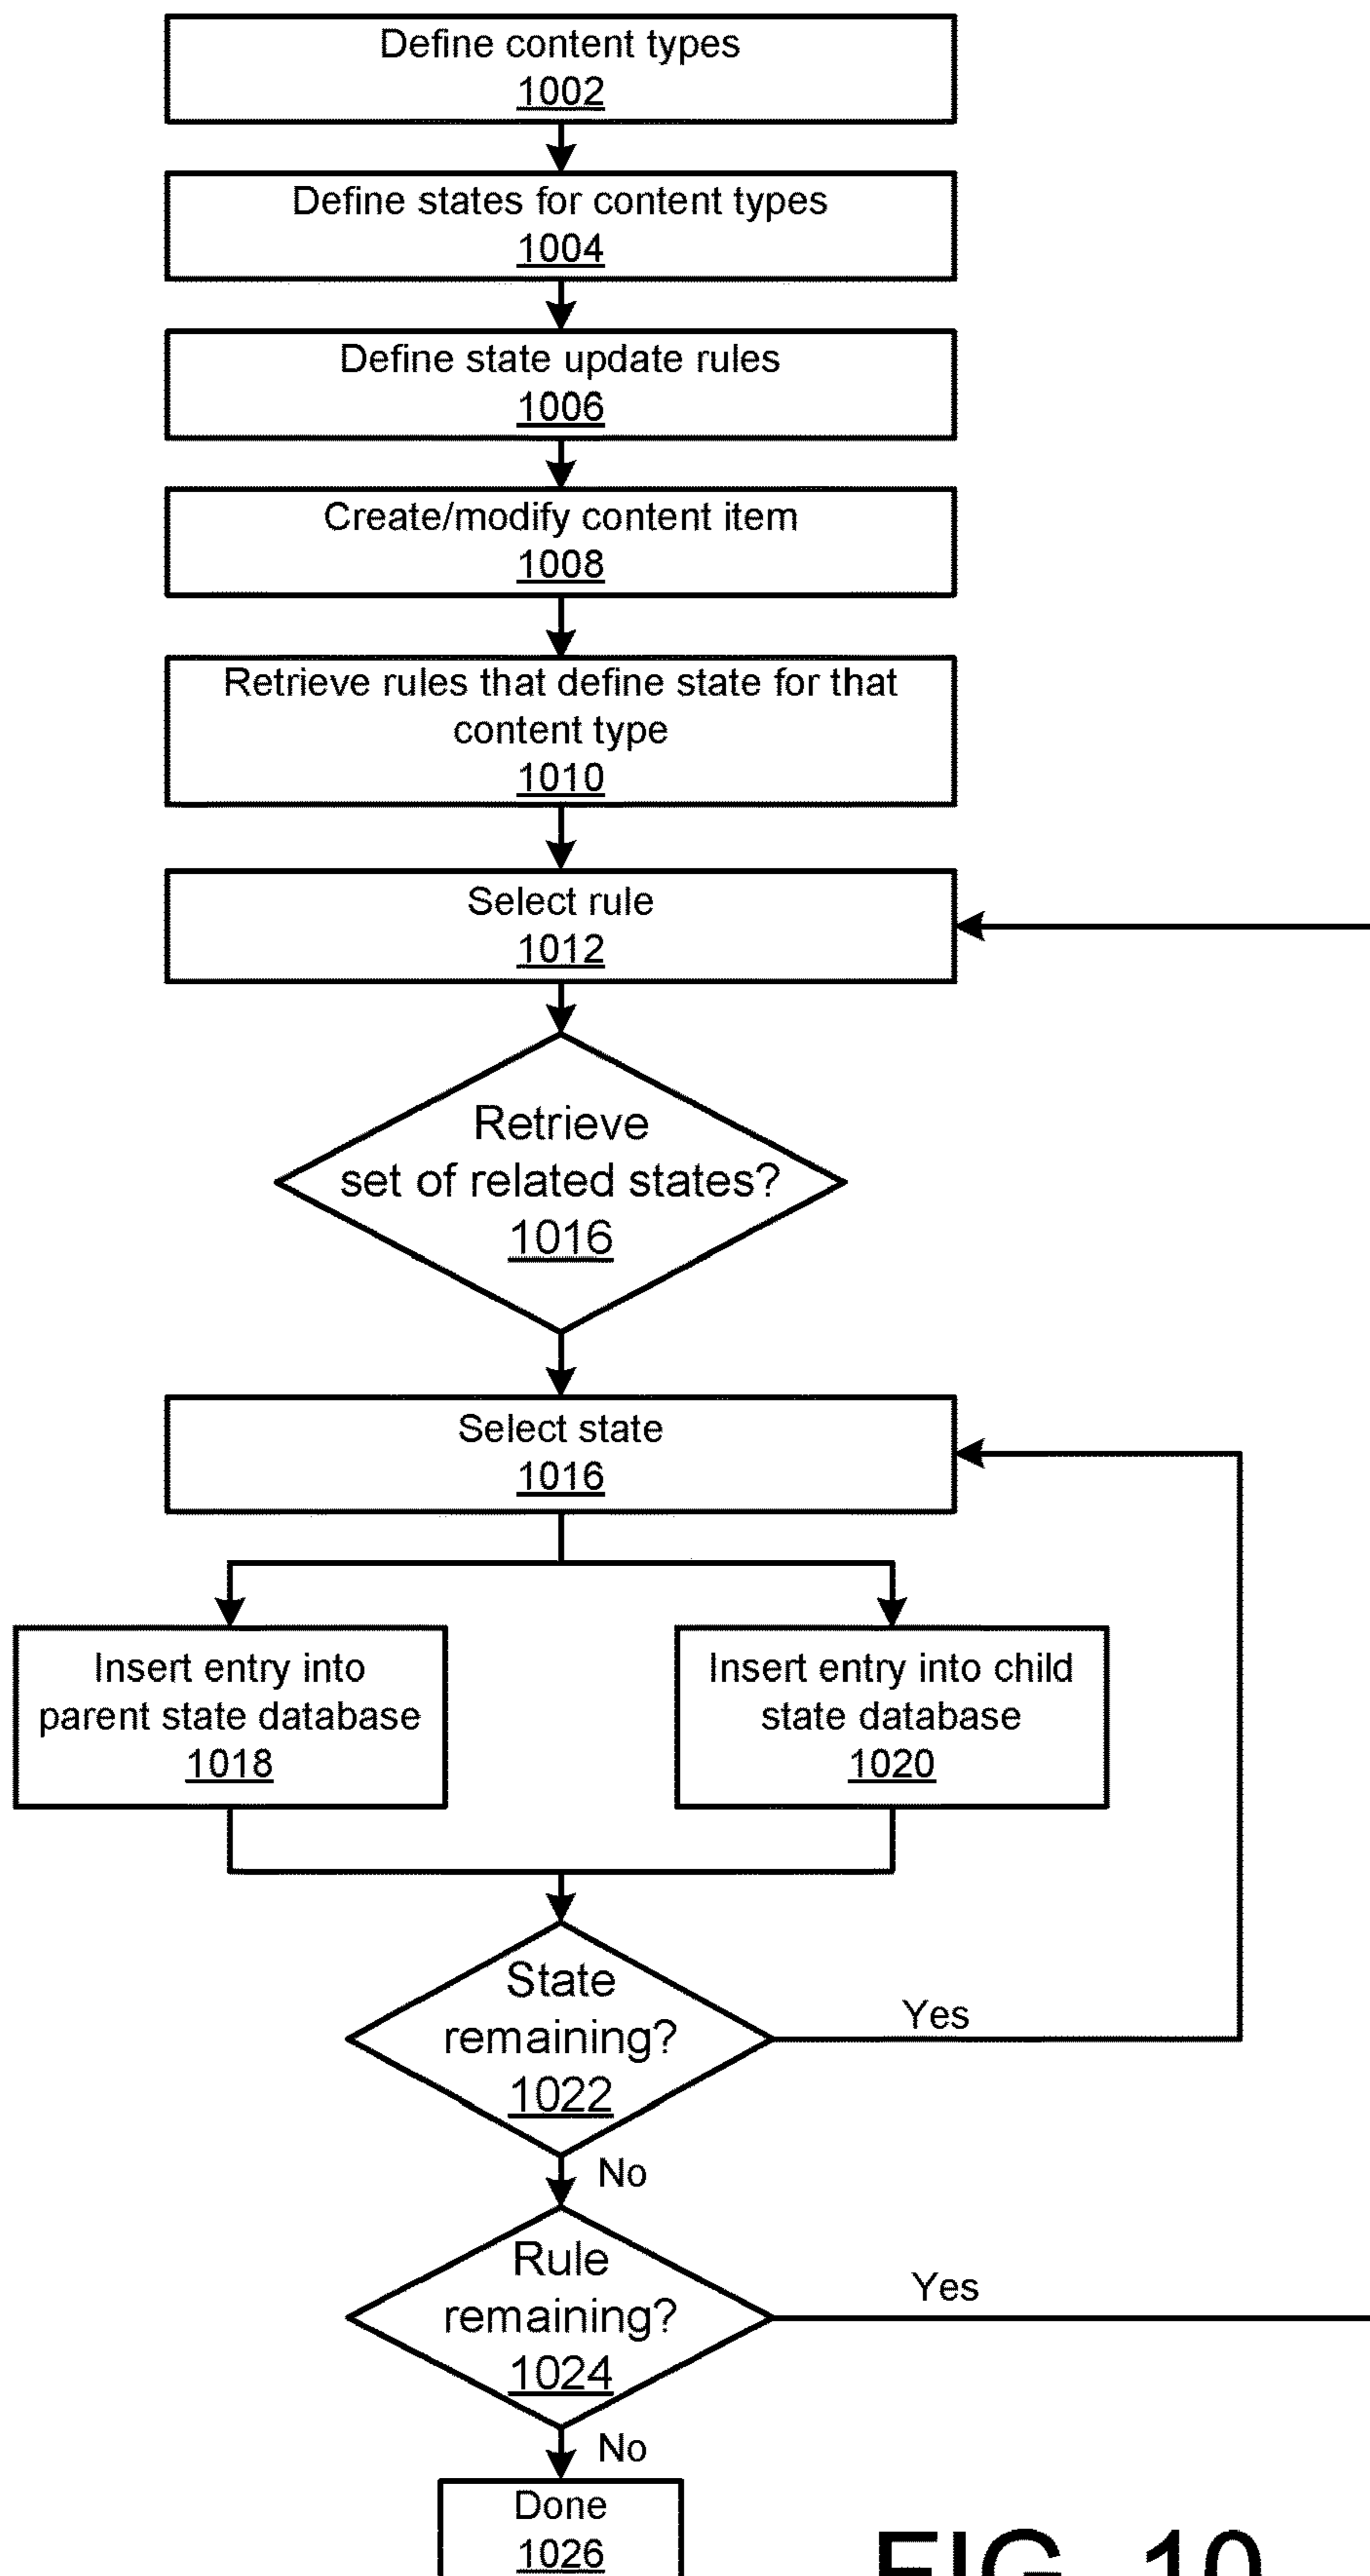 Define content types
1002
Define states for content types
1004
Define state update rules
1006
Create/modify content item
1008
Retrieve rules that define state for that
content type
1010
Select rule
1012
Retrieve
set of related states?
1016
Select state
1016
Insert entry into
parent state database
1018
Insert entry into child
state database
1020
State
remaining?
1022
Yes
No
Rule
remaining?
1024
Yes
No
Done
1026
FIG. 10